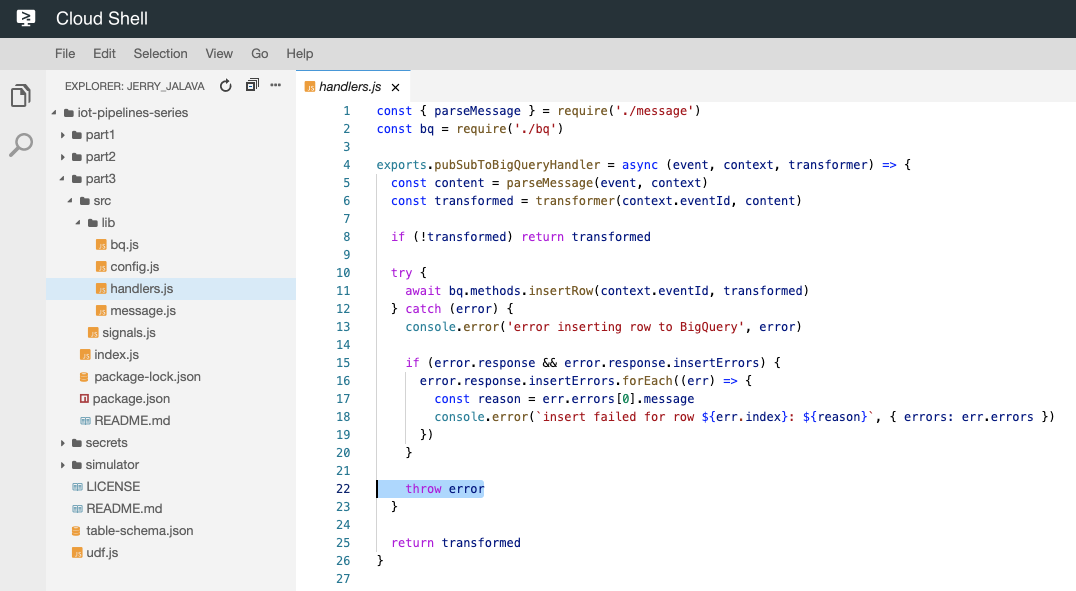 Cloud Shell
File Edit Selection View Go Help
EXPLORER: JERRY_JALAVA
iot-pipelines-series
part1
part2
part3
src
lib
bq.js
config.js
handlers.js
message.js
signals.js
index.js
package-lock.json
package.json
README.md
secrets
simulator
LICENSE
README.md
table-schema.json
udf.js
handlers.js
1 const { parseMessage } = require('./message')
2 const bq = require('./bq')
3
4 exports.pubSubToBigQueryHandler = async (event, context, transformer) => {
5 const content = parseMessage(event, context)
6 const transformed = transformer(context.eventId, content)
7
8 if (!transformed) return transformed
9
10 try {
11 await bq.methods.insertRow(context.eventId, transformed)
12 } catch (error) {
13 console.error('error inserting row to BigQuery', error)
14
15 if (error.response && error.response.insertErrors) {
16 error.response.insertErrors.forEach((err) => {
17 const reason = err.errors[0].message
18 console.error(`insert failed for row ${err.index}: ${reason}`, { errors: err.errors })
19 })
20 }
21
22 throw error
23 }
24
25 return transformed
26 }
27